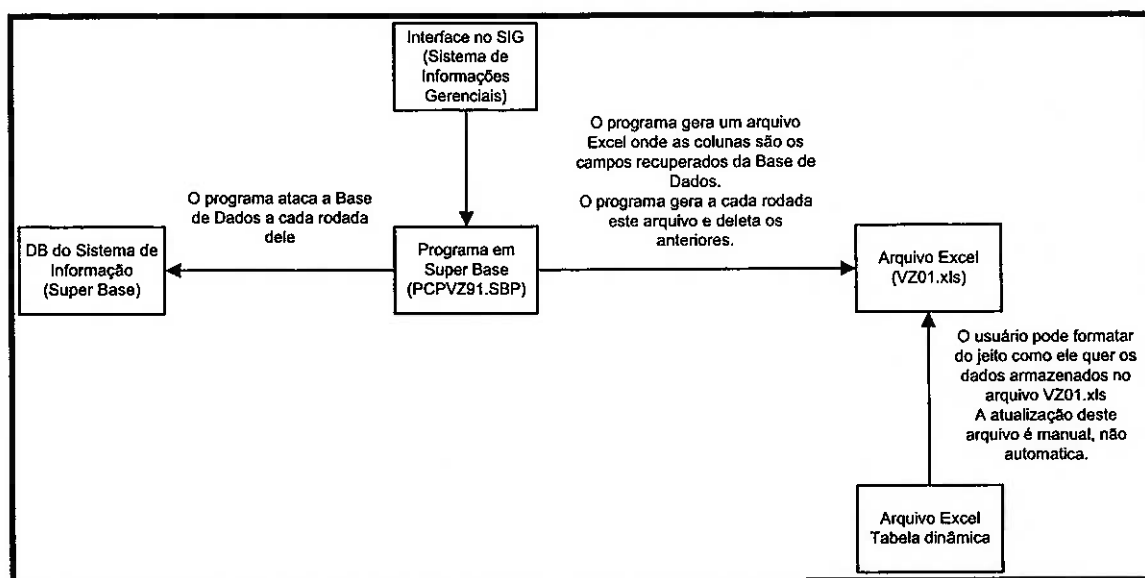 Interface no SIG
(Sistema de
Informações
Gerenciais)
O programa gera um arquivo
Excel onde as colunas são os
campos recuperados da Base de
Dados.
O programa gera a cada rodada
este arquivo e deleta os
anteriores.
O programa ataca a Base
de Dados a cada rodada
dele
DB do Sistema de
Informação
(Super Base)
Programa em
Super Base
(PCPVZ91.SBP)
Arquivo Excel
(VZ01.xls)
O usuário pode formatar
do jeito como ele quer os
dados armazenados no
arquivo VZ01.xls
A atualização deste
arquivo é manual, não
automatica.
Arquivo Excel
Tabela dinâmica